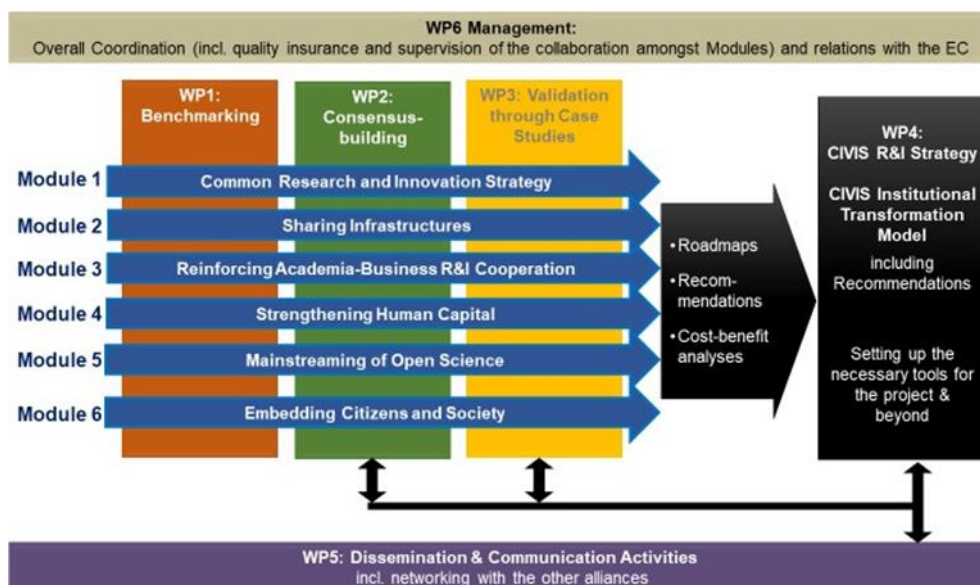 WP6 Management:
Overall Coordination (incl. quality insurance and supervision of the collaboration amongst Modules) and relations with the EC
WP1:
Benchmarking
WP2:
Consensus-
building
WP3: Validation
through Case
Studies
Module 1
Common Research and Innovation Strategy
Module 2
Sharing Infrastructures
Module 3
Reinforcing Academia-Business R&I Cooperation
Module 4
Strengthening Human Capital
Module 5
Mainstreaming of Open Science
Module 6
Embedding Citizens and Society
• Roadmaps
• Recom-
mendations
• Cost-benefit
analyses
WP4:
CIVIS R&I Strategy
CIVIS Institutional
Transformation
Model
including
Recommendations
Setting up the
necessary tools for
the project &
beyond
WP5: Dissemination & Communication Activities
incl. networking with the other alliances